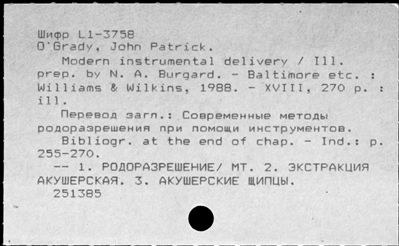 Шифр L1-3758
O'Grady, John Patrick.
Modern instrumental delivery / Ill.
prep. by N. A. Burgard. - Baltimore etc. :
Williams & Wilkins, 1988. - XVIII, 270 p. :
ill.
Перевод загл.: Современные методы
родоразрешения при помощи инструментов.
Bibliogr. at the end of chap. - Ind.: p.
255-270.
-- 1. РОДОРАЗРЕШЕНИЕ/ МТ. 2. ЭКСТРАКЦИЯ
АКУШЕРСКАЯ. 3. АКУШЕРСКИЕ ЩИПЦЫ.
251385